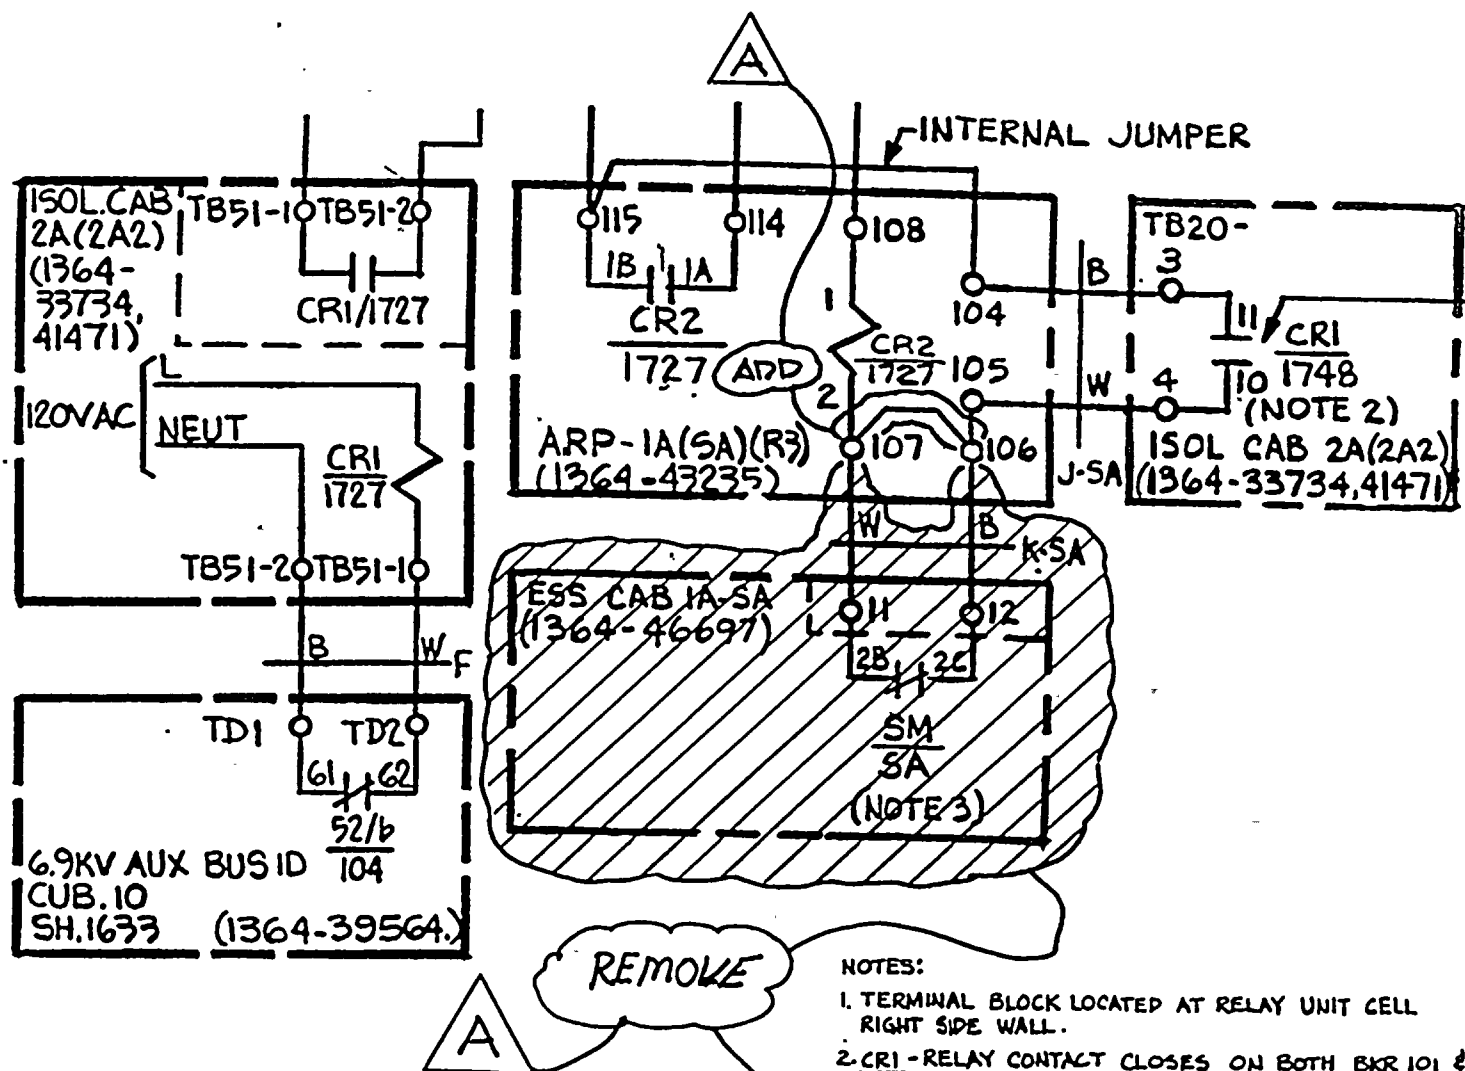 A
INTERNAL JUMPER
ISOL.CAB
2A(2A2)
(1364-
33734,
41471)
TB51-1 TB51-2
CR1/1727
L
120VAC
NEUT
CR1
1727
TB51-2 TB51-1
B W F
TD1 TD2
61 62
52/b
104
6.9KV AUX BUS 1D
CUB.10
SH.1633 (1364-39564.)
115 114 108
1B 1 1A
CR2
1727
1
CR2
1727
2
ADD
104
105
107 106
ARP-1A(SA)(R3)
(1364-43235)
B
W
J-SA
TB20-
3
11
CR1
1748
(NOTE 2)
4 10
ISOL CAB 2A(2A2)
(1364-33734,41471)
W B K-SA
ESS CAB 1A-SA
(1364-46697)
11 12
2B 2C
SM
SA
(NOTE 3)
REMOVE
A
NOTES:
1. TERMINAL BLOCK LOCATED AT RELAY UNIT CELL
RIGHT SIDE WALL.
2. CR1 - RELAY CONTACT CLOSES ON BOTH BKR 101 &